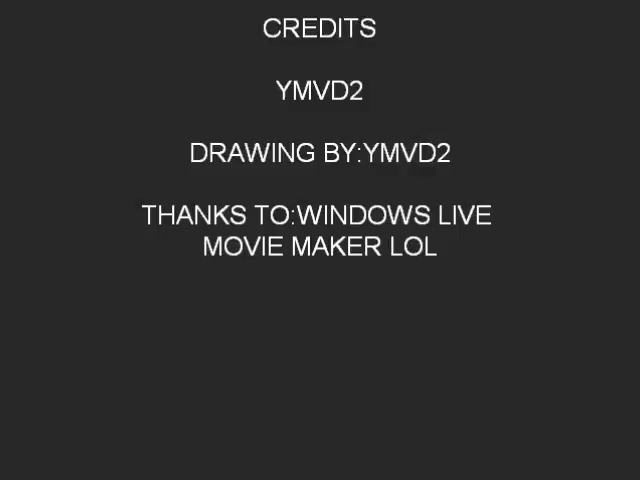 CREDITS
YMVD2
DRAWING BY:YMVD2
THANKS TO:WINDOWS LIVE
MOVIE MAKER LOL